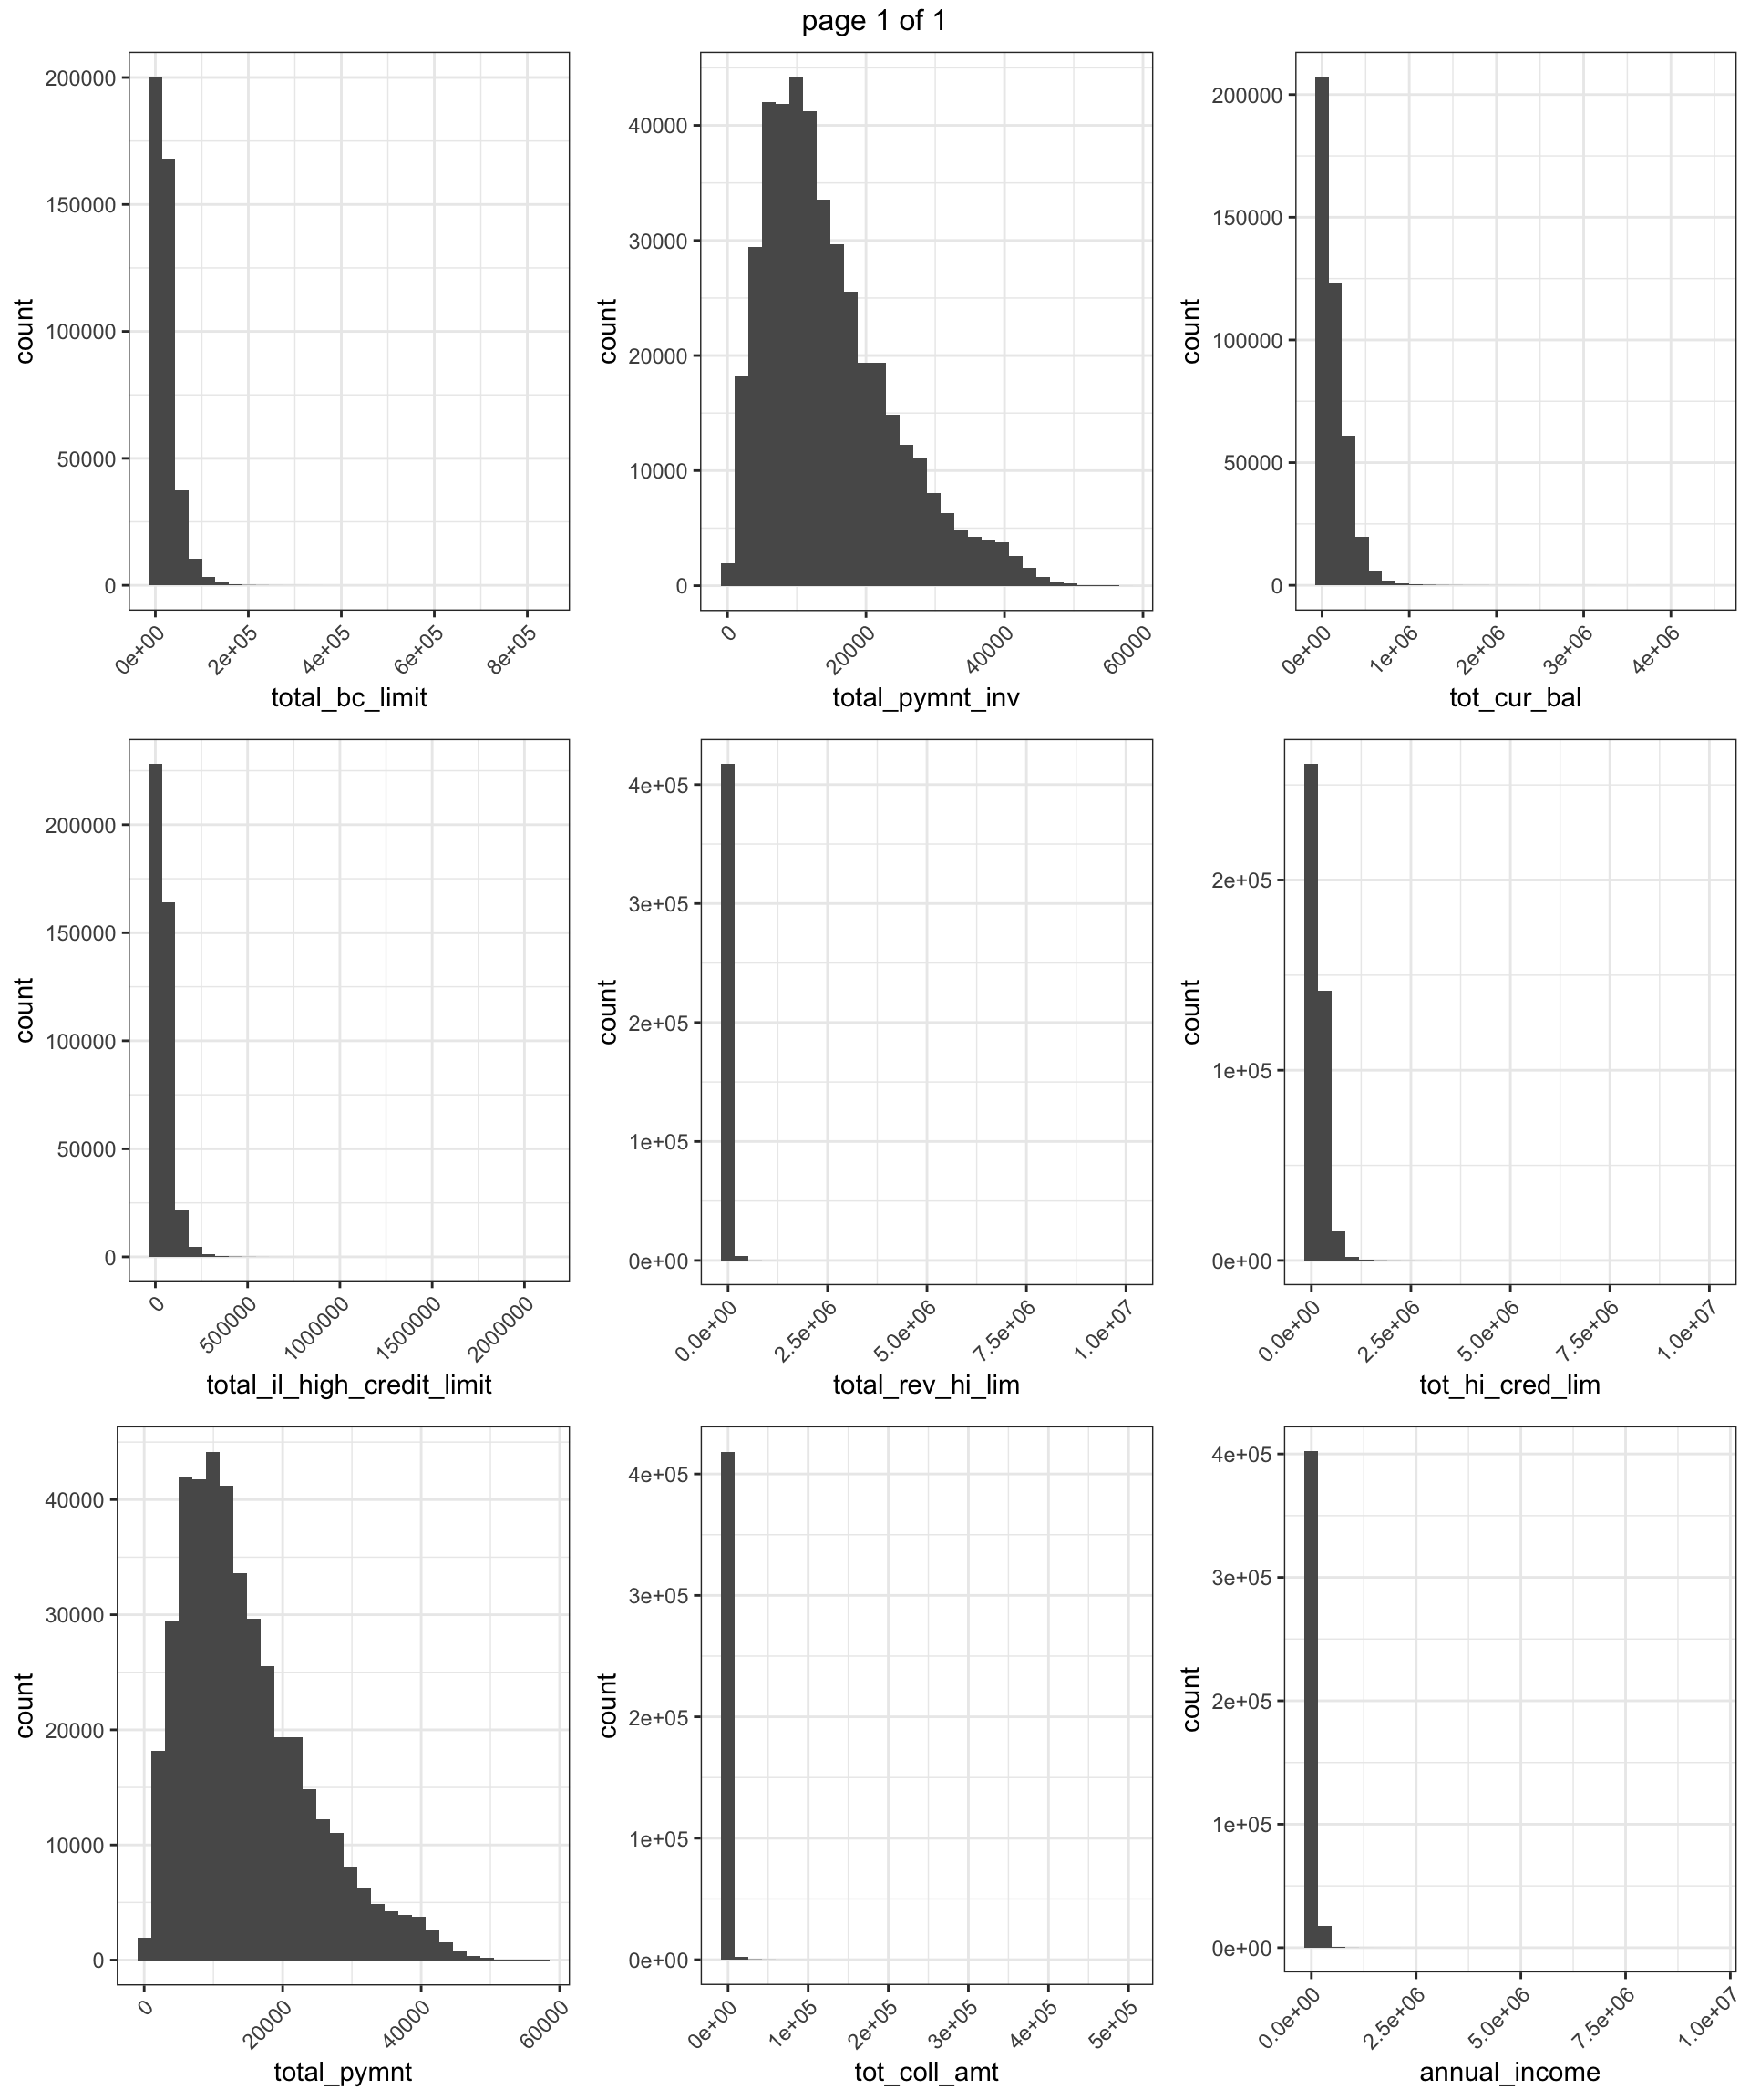 page 1 of 1
count
200000
150000
100000
50000
0
0e+00 2e+05 4e+05 6e+05 8e+05
total_bc_limit
count
40000
30000
20000
10000
0
0 20000 40000 60000
total_pymnt_inv
count
200000
150000
100000
50000
0
0e+00 1e+06 2e+06 3e+06 4e+06
tot_cur_bal
count
200000
150000
100000
50000
0
0 500000 1000000 1500000 2000000
total_il_high_credit_limit
count
4e+05
3e+05
2e+05
1e+05
0e+00
0.0e+00 2.5e+06 5.0e+06 7.5e+06 1.0e+07
total_rev_hi_lim
count
2e+05
1e+05
0e+00
0.0e+00 2.5e+06 5.0e+06 7.5e+06 1.0e+07
tot_hi_cred_lim
count
40000
30000
20000
10000
0
0 20000 40000 60000
total_pymnt
count
4e+05
3e+05
2e+05
1e+05
0e+00
0e+00 1e+05 2e+05 3e+05 4e+05 5e+05
tot_coll_amt
count
4e+05
3e+05
2e+05
1e+05
0e+00
0.0e+00 2.5e+06 5.0e+06 7.5e+06 1.0e+07
annual_income